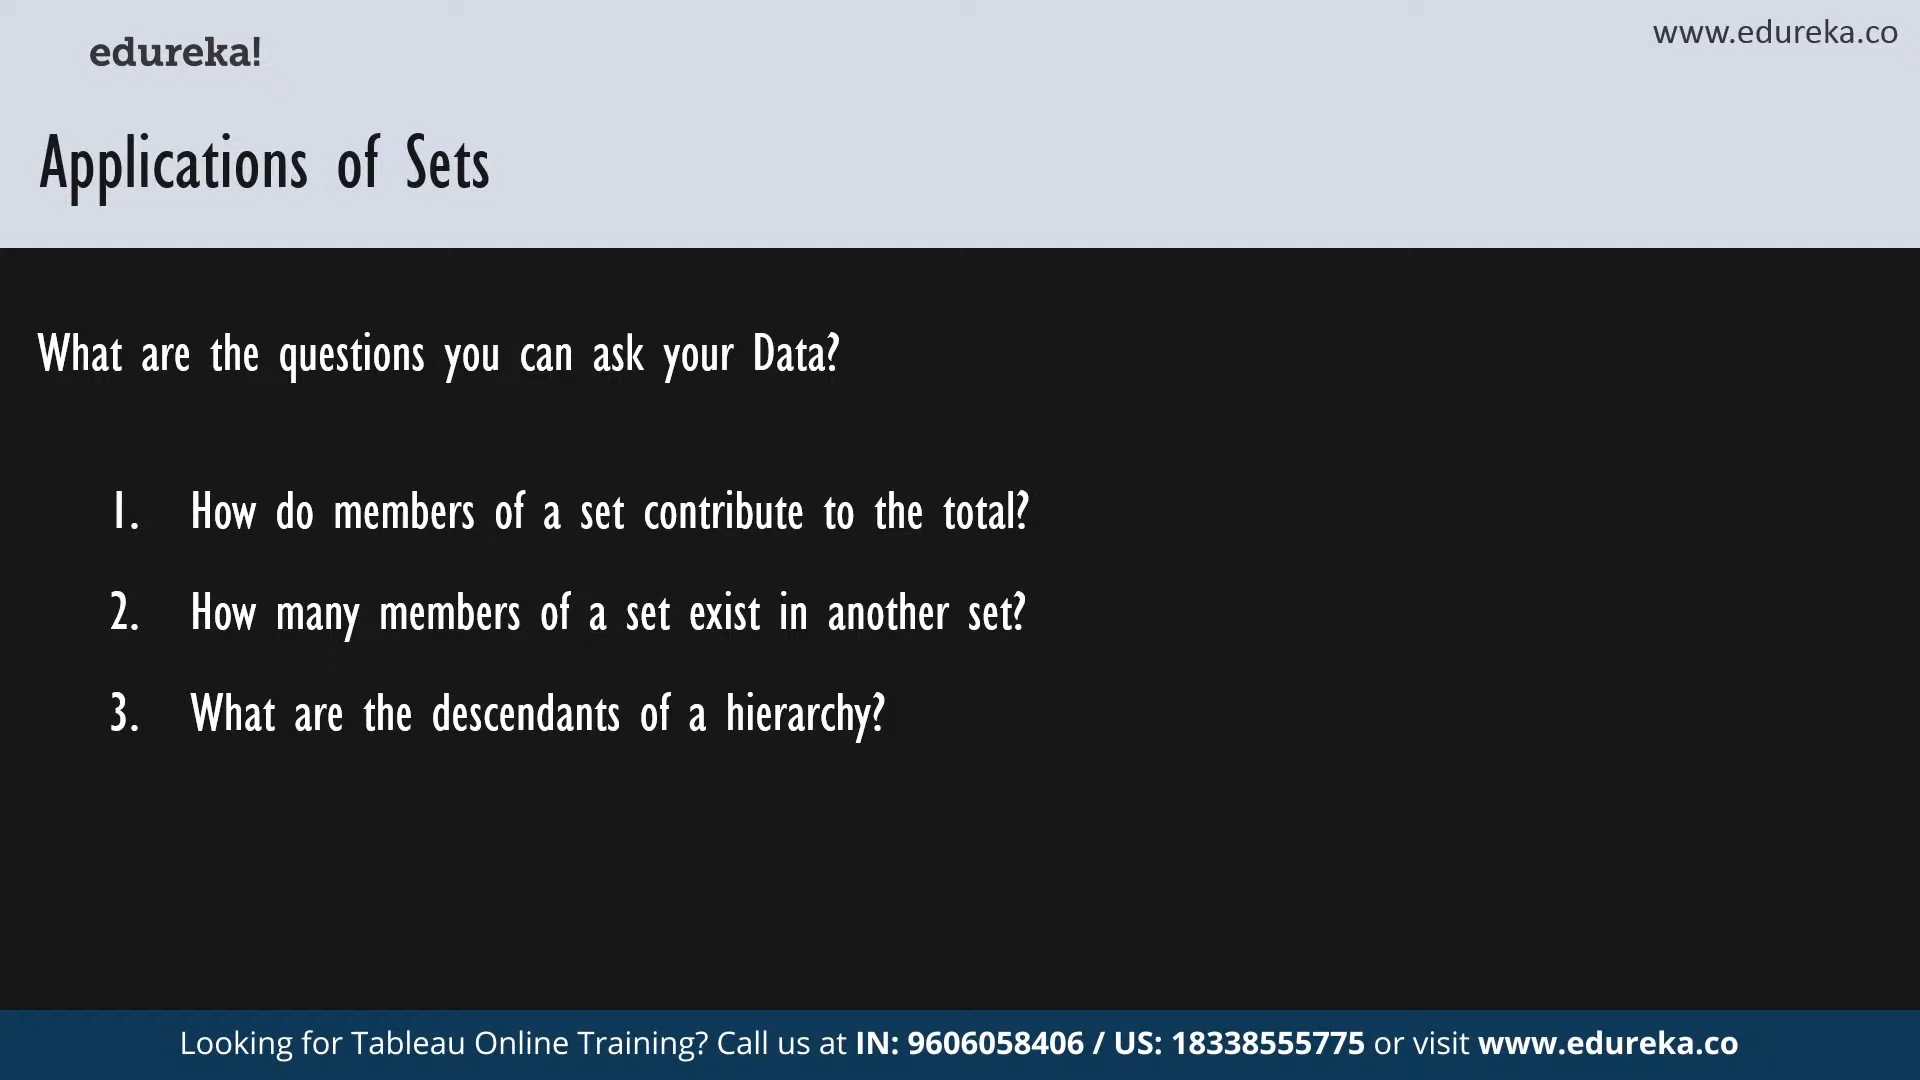 edureka!
www.edureka.co
Applications of Sets
What are the questions you can ask your Data?
1. How do members of a set contribute to the total?
2. How many members of a set exist in another set?
3. What are the descendants of a hierarchy?
Looking for Tableau Online Training? Call us at IN: 9606058406 / US: 18338555775 or visit www.edureka.co